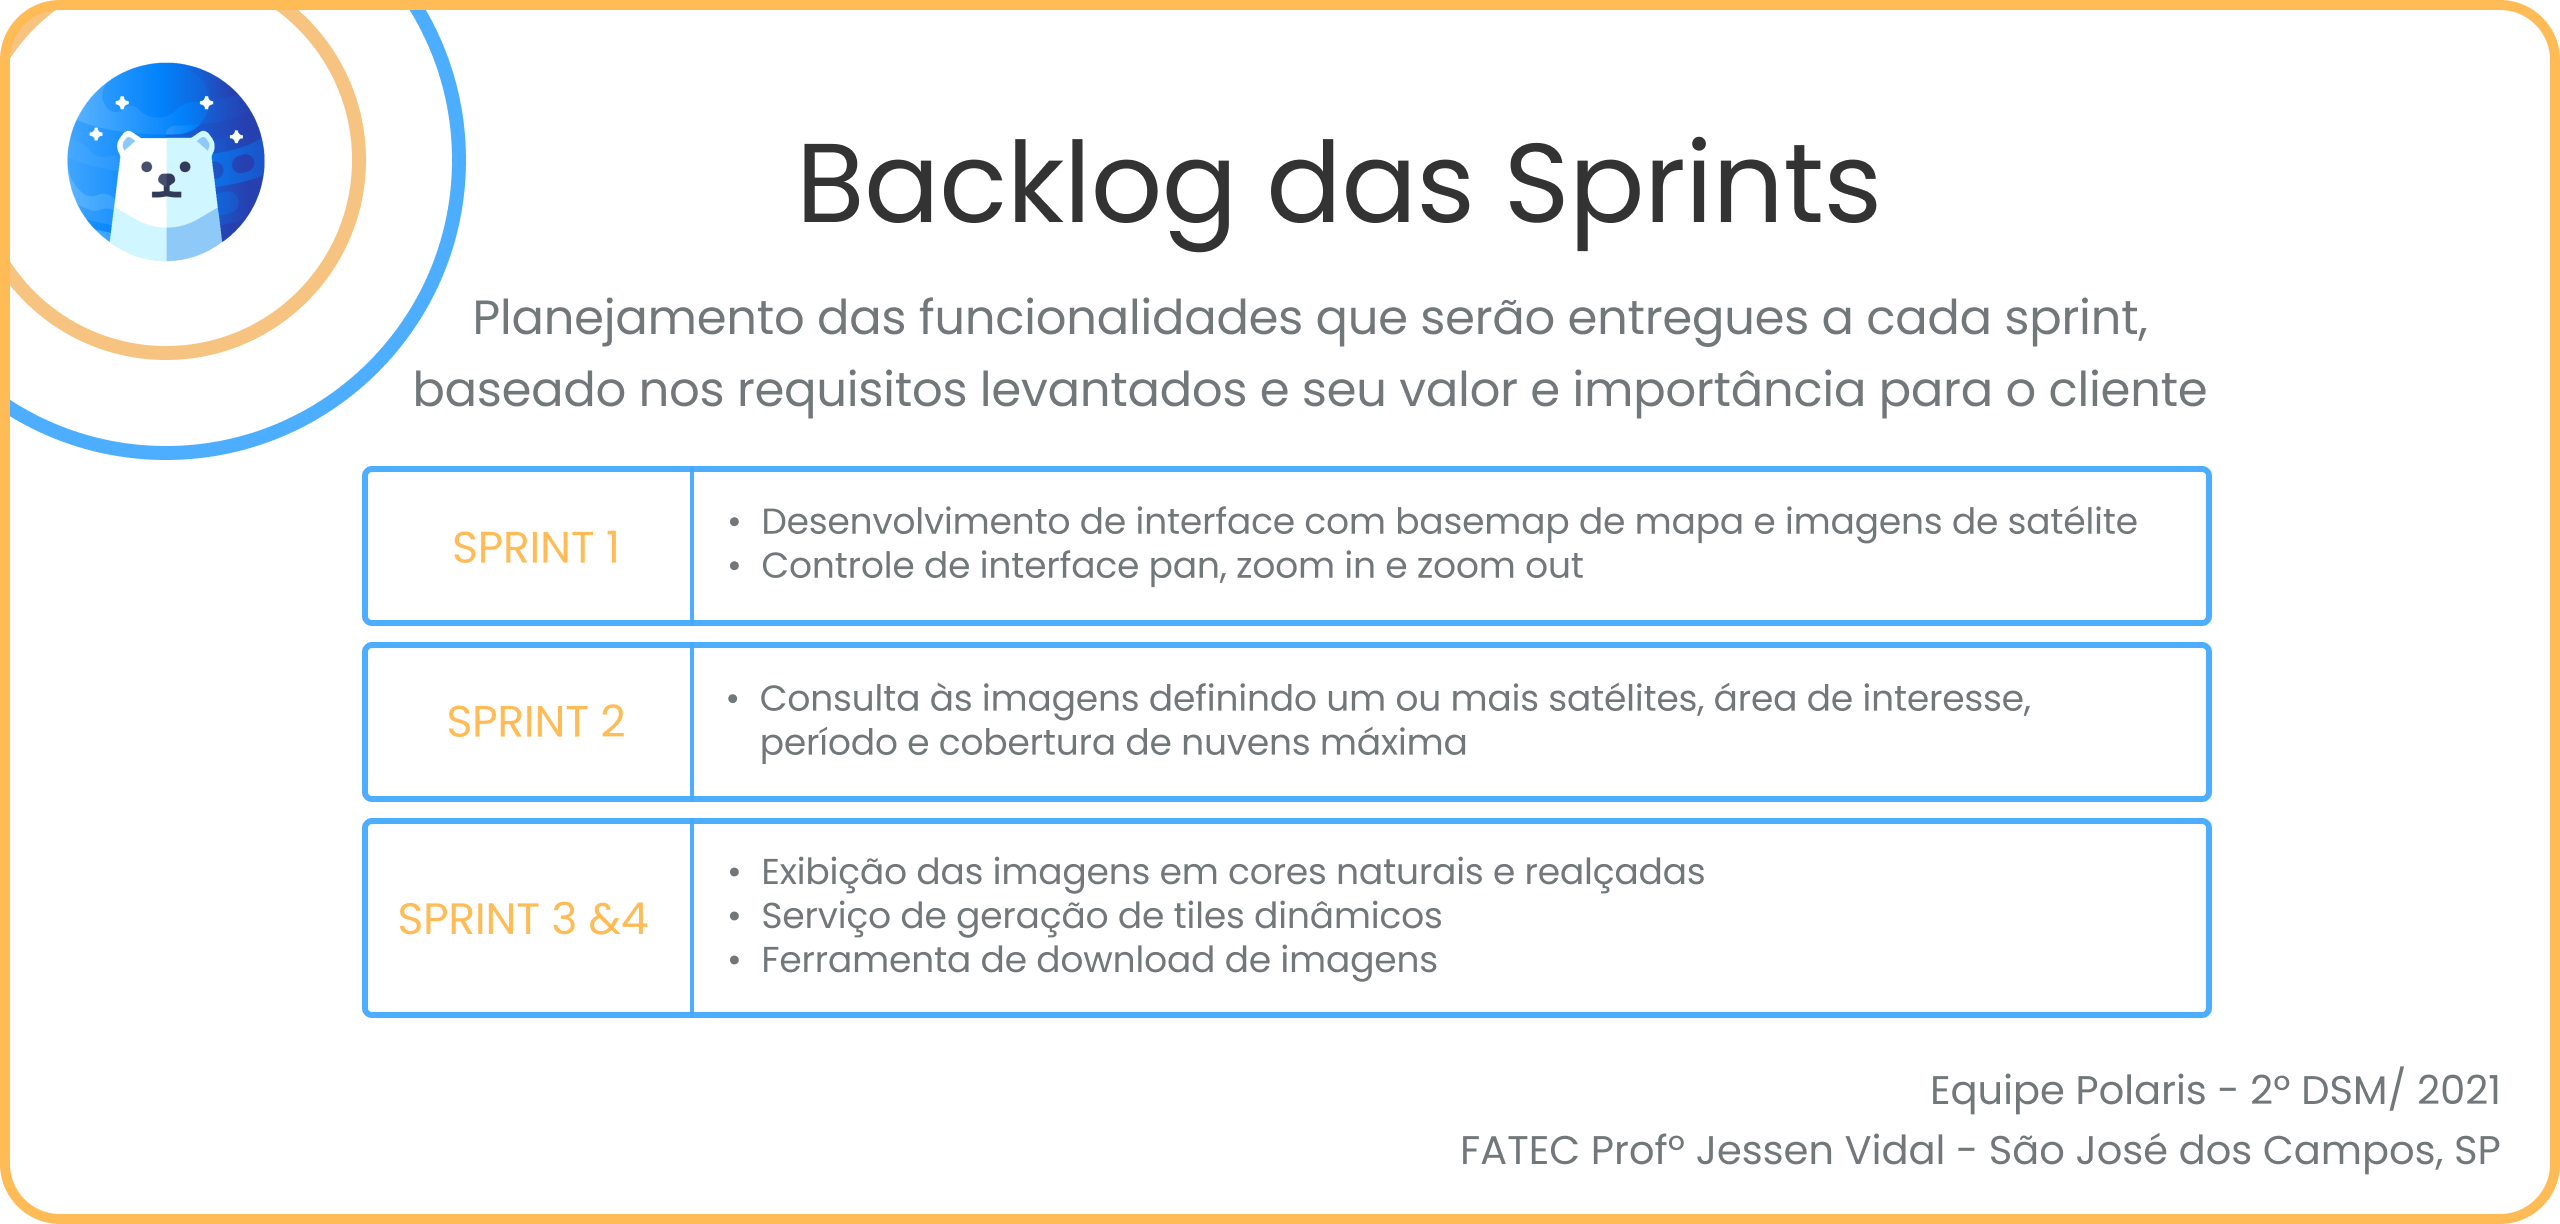 Backlog das Sprints
Planejamento das funcionalidades que serão entregues a cada sprint,
baseado nos requisitos levantados e seu valor e importância para o cliente
SPRINT 1
• Desenvolvimento de interface com basemap de mapa e imagens de satélite
• Controle de interface pan, zoom in e zoom out
SPRINT 2
• Consulta às imagens definindo um ou mais satélites, área de interesse,
período e cobertura de nuvens máxima
SPRINT 3 &4
• Exibição das imagens em cores naturais e realçadas
• Serviço de geração de tiles dinâmicos
• Ferramenta de download de imagens
Equipe Polaris - 2º DSM/ 2021
FATEC Profº Jessen Vidal - São José dos Campos, SP